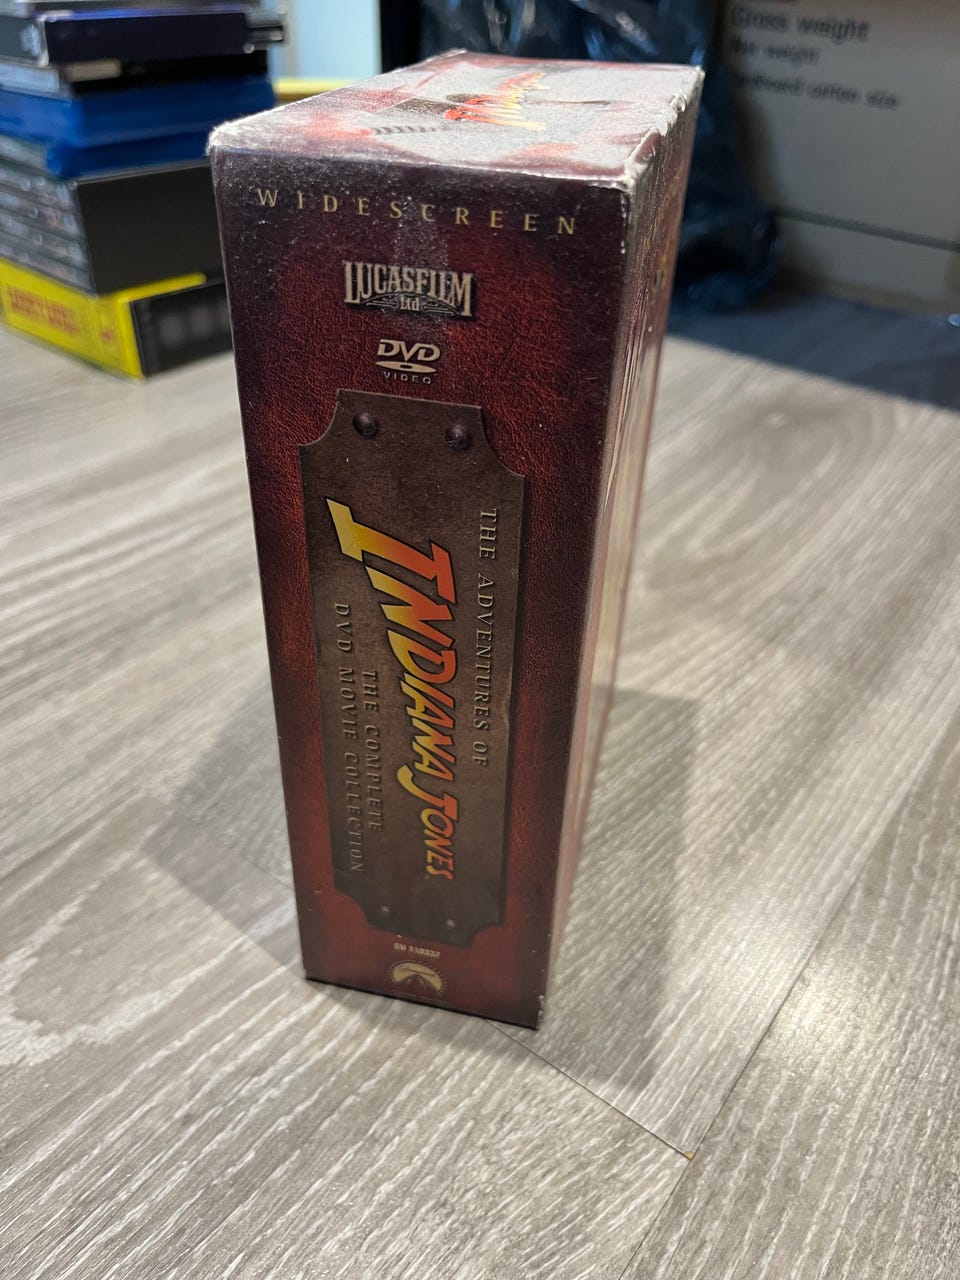 Gross weight
Net weight
carton size
WIDESCREEN
LUCASFILM
Ltd
DVD
VIDEO
THE ADVENTURES OF
INDIANA JONES
THE COMPLETE
DVD MOVIE COLLECTION